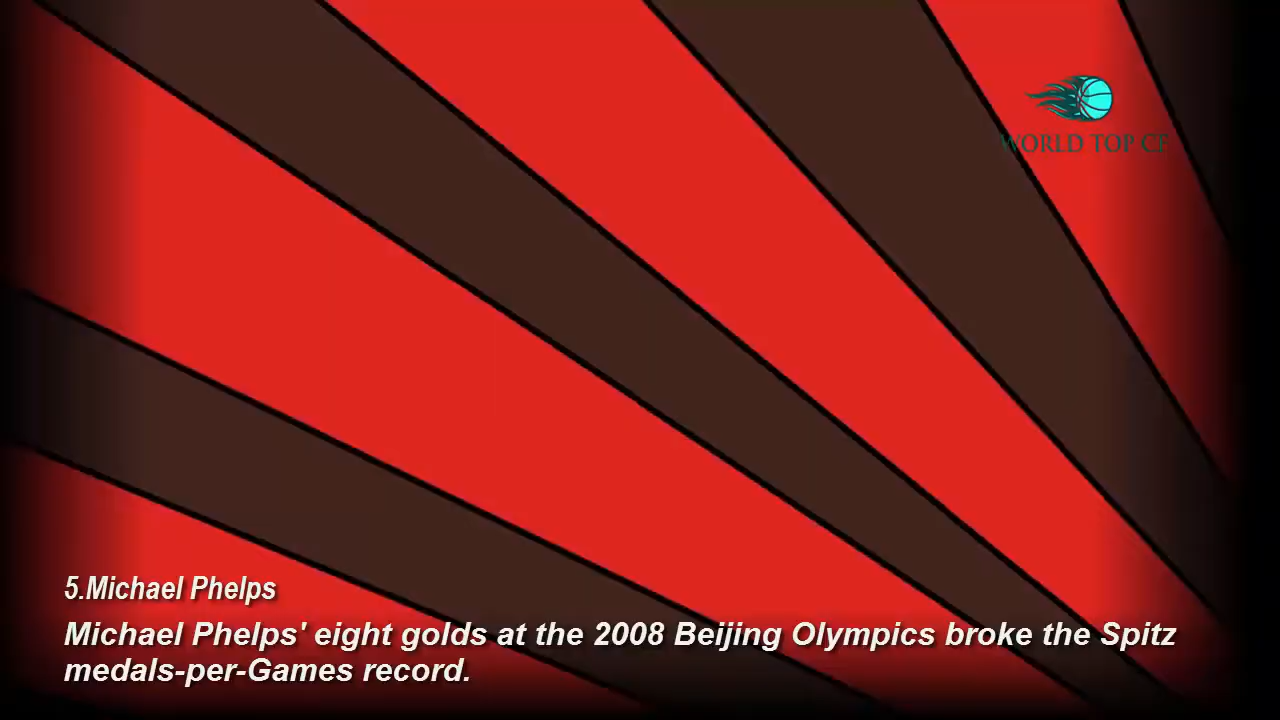 WORLD TOP CE
5.Michael Phelps
Michael Phelps' eight golds at the 2008 Beijing Olympics broke the Spitz
medals-per-Games record.